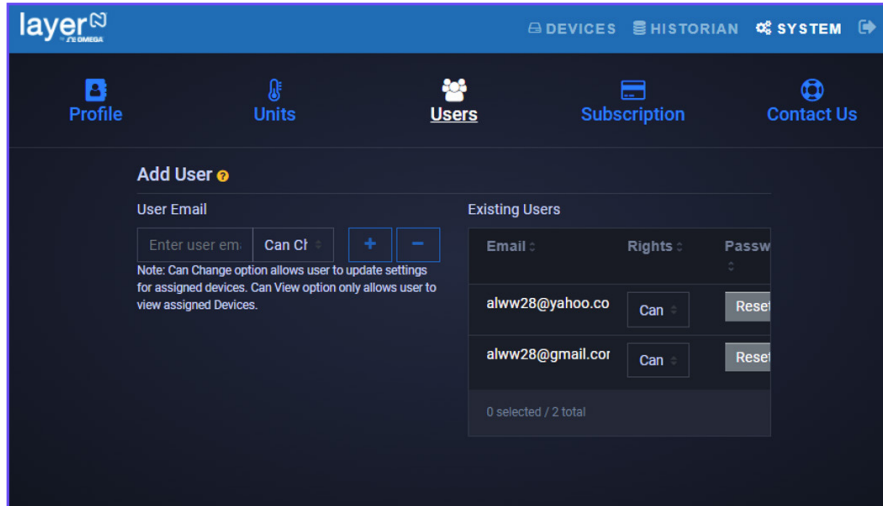 layer N
by ΩE OMEGA
DEVICES HISTORIAN SYSTEM
Profile Units Users Subscription Contact Us
Add User ?
User Email
Enter user em Can Ch + −
Note: Can Change option allows user to update settings
for assigned devices. Can View option only allows user to
view assigned Devices.
Existing Users
Email Rights Passw
alww28@yahoo.co Can Reset
alww28@gmail.cor Can Reset
0 selected / 2 total